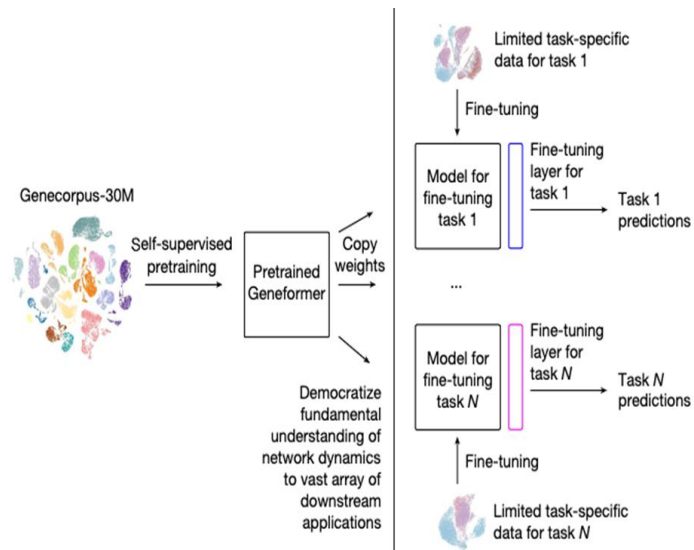 Genecorpus-30M
Self-supervised
pretraining
Pretrained
Geneformer
Copy
weights
Democratize
fundamental
understanding of
network dynamics
to vast array of
downstream
applications
Limited task-specific
data for task 1
Fine-tuning
Model for
fine-tuning
task 1
Fine-tuning
layer for
task 1
Task 1
predictions
...
Model for
fine-tuning
task N
Fine-tuning
layer for
task N
Task N
predictions
Fine-tuning
Limited task-specific
data for task N